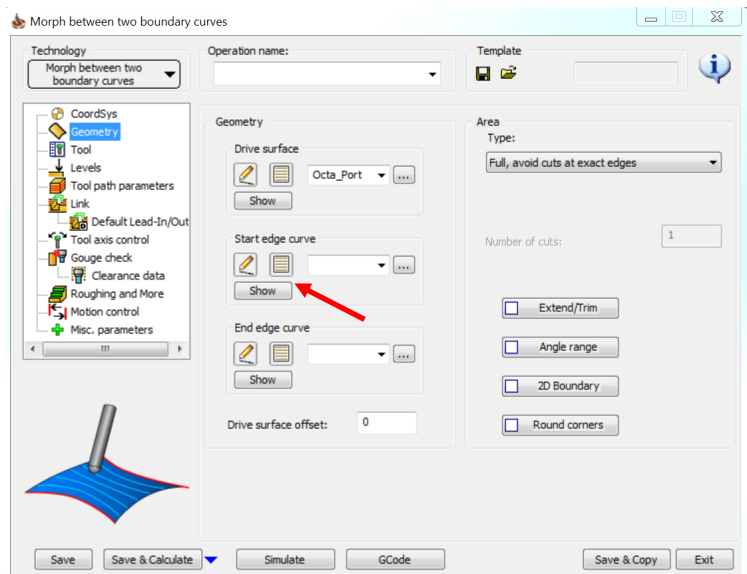 Morph between two boundary curves
Technology
Morph between two
boundary curves
Operation name:
Template
CoordSys
Geometry
Tool
Levels
Tool path parameters
Link
Default Lead-In/Out
Tool axis control
Gouge check
Clearance data
Roughing and More
Motion control
Misc. parameters
Geometry
Drive surface
Octa_Port
...
Show
Start edge curve
...
Show
End edge curve
...
Show
Drive surface offset:
0
Area
Type:
Full, avoid cuts at exact edges
Number of cuts:
1
Extend/Trim
Angle range
2D Boundary
Round corners
Save
Save & Calculate
Simulate
GCode
Save & Copy
Exit